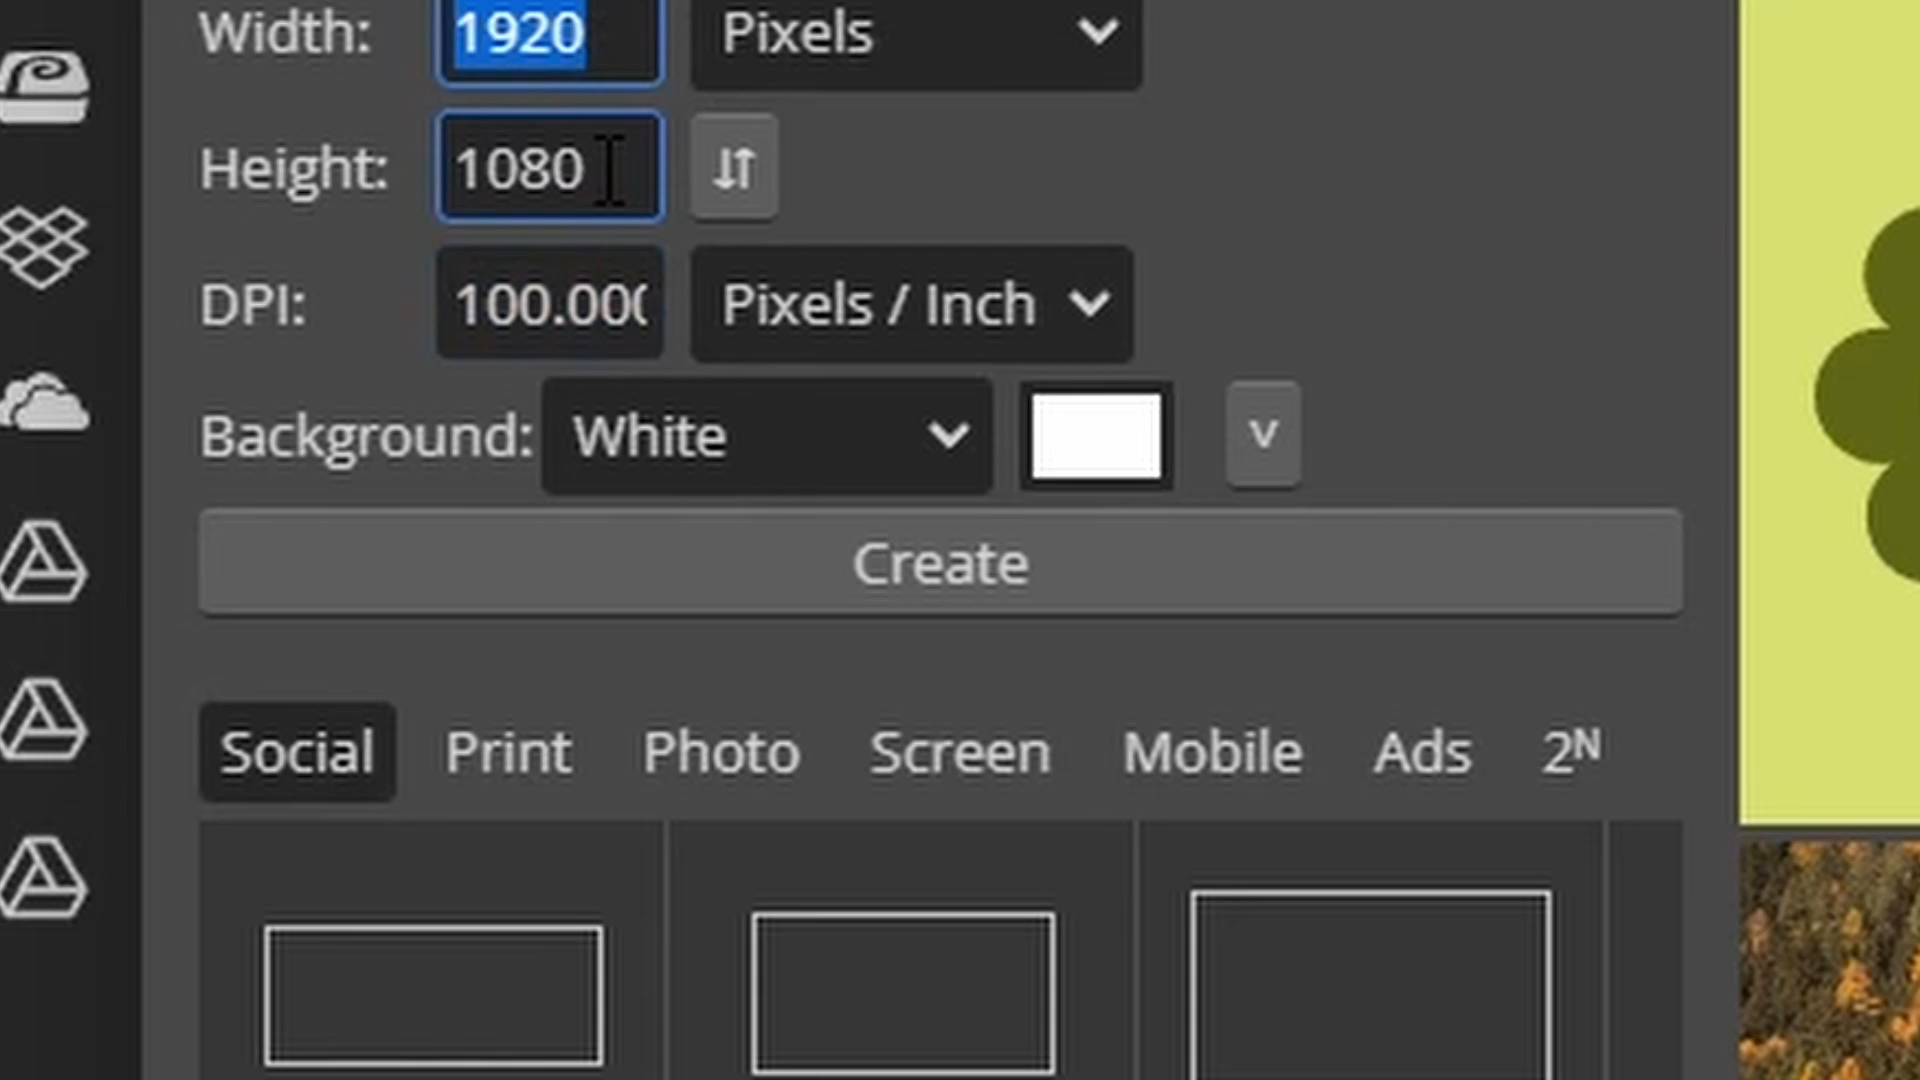 Width: 1920 Pixels
Height: 1080
DPI: 100.000 Pixels / Inch
Background: White v
Create
Social Print Photo Screen Mobile Ads 2ᴺ